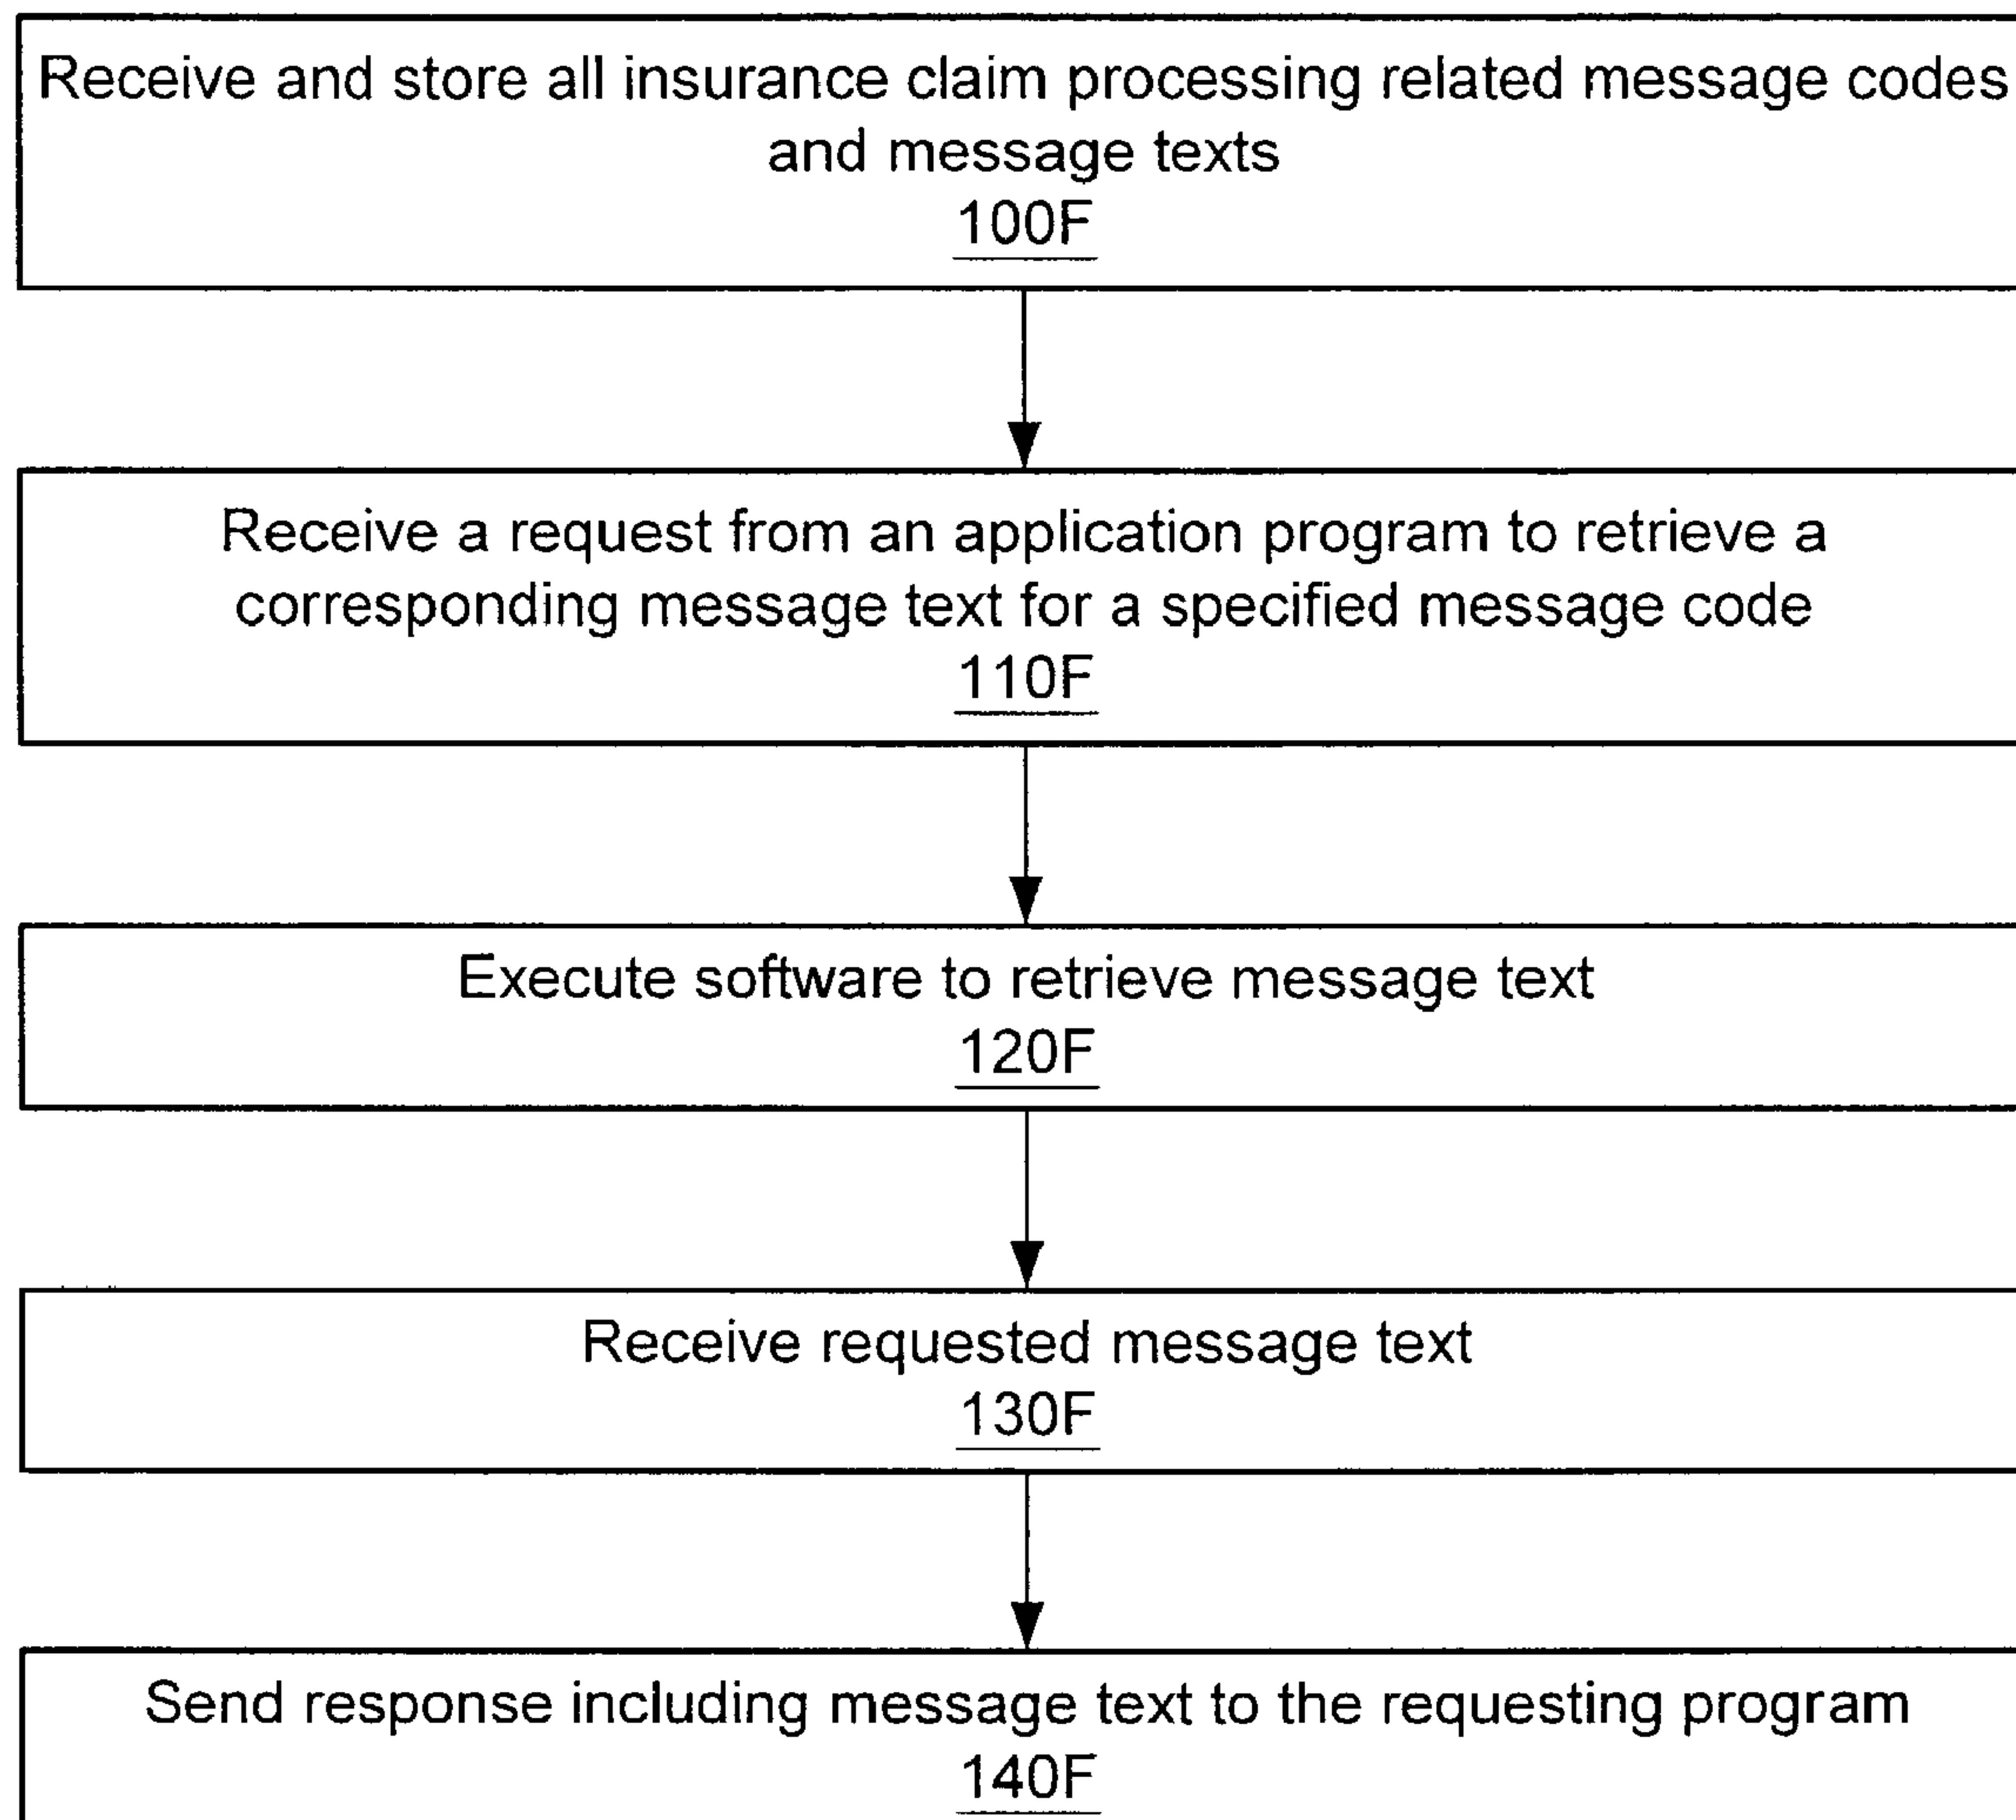 Receive and store all insurance claim processing related message codes
and message texts
100F
Receive a request from an application program to retrieve a
corresponding message text for a specified message code
110F
Execute software to retrieve message text
120F
Receive requested message text
130F
Send response including message text to the requesting program
140F